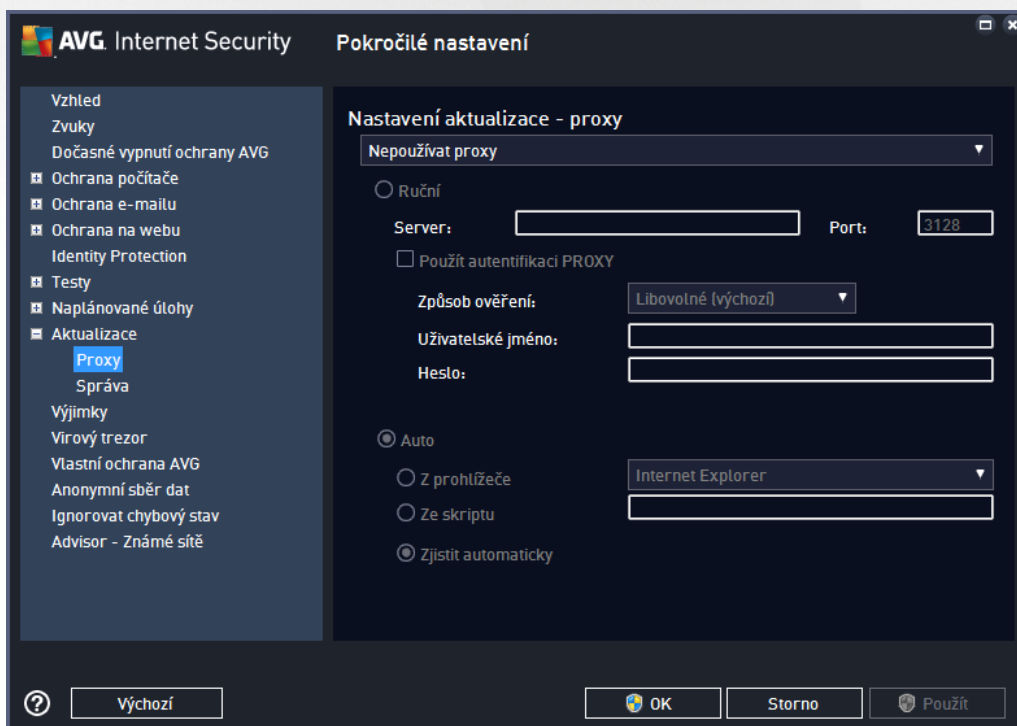 AVG. Internet Security
Pokročilé nastavení
Vzhled
Zvuky
Dočasné vypnutí ochrany AVG
Ochrana počítače
Ochrana e-mailu
Ochrana na webu
Identity Protection
Testy
Naplánované úlohy
Aktualizace
Proxy
Správa
Výjimky
Virový trezor
Vlastní ochrana AVG
Anonymní sběr dat
Ignorovat chybový stav
Advisor - Známé sítě
Nastavení aktualizace - proxy
Nepoužívat proxy
Ruční
Server: Port: 3128
Použít autentifikaci PROXY
Způsob ověření: Libovolné (výchozí)
Uživatelské jméno:
Heslo:
Auto
Z prohlížeče Internet Explorer
Ze skriptu
Zjistit automaticky
? Výchozí OK Storno Použít